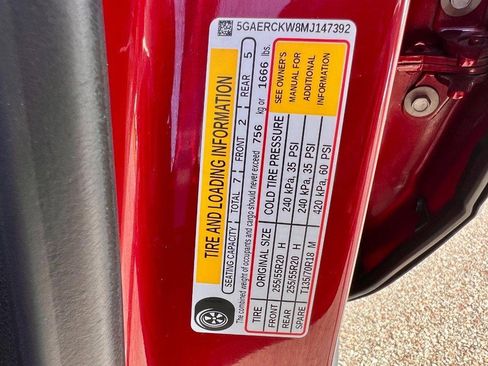 5GAERCKW8MJ147392
TIRE AND LOADING INFORMATION
SEATING CAPACITY TOTAL 7 FRONT 2 REAR 5
The combined weight of occupants and cargo should never exceed 756 kg or 1666 lbs.
TIRE ORIGINAL SIZE COLD TIRE PRESSURE
FRONT 255/55R20 H 240 kPa, 35 PSI
REAR 255/55R20 H 240 kPa, 35 PSI
SPARE T135/70R18 M 420 kPa, 60 PSI
SEE OWNER'S
MANUAL FOR
ADDITIONAL
INFORMATION